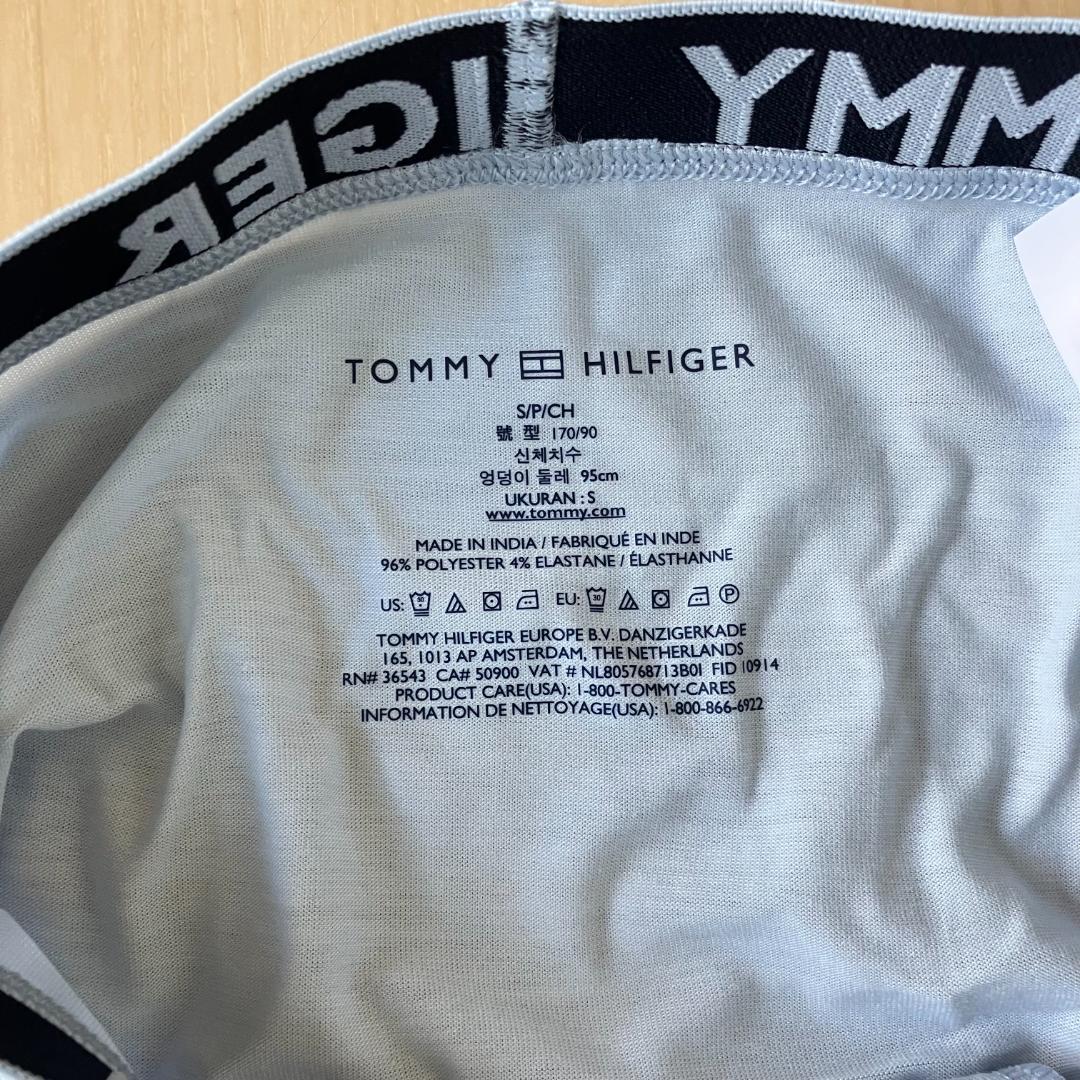 IGER
YMM
TOMMY HILFIGER
S/P/CH
號 型 170/90
신체치수
엉덩이 둘레 95cm
UKURAN : S
www.tommy.com
MADE IN INDIA / FABRIQUÉ EN INDE
96% POLYESTER 4% ELASTANE / ÉLASTHANNE
US: 30 EU: 30 P
TOMMY HILFIGER EUROPE B.V. DANZIGERKADE
165, 1013 AP AMSTERDAM, THE NETHERLANDS
RN# 36543 CA# 50900 VAT # NL805768713B01 FID 10914
PRODUCT CARE(USA): 1-800-TOMMY-CARES
INFORMATION DE NETTOYAGE(USA): 1-800-866-6922